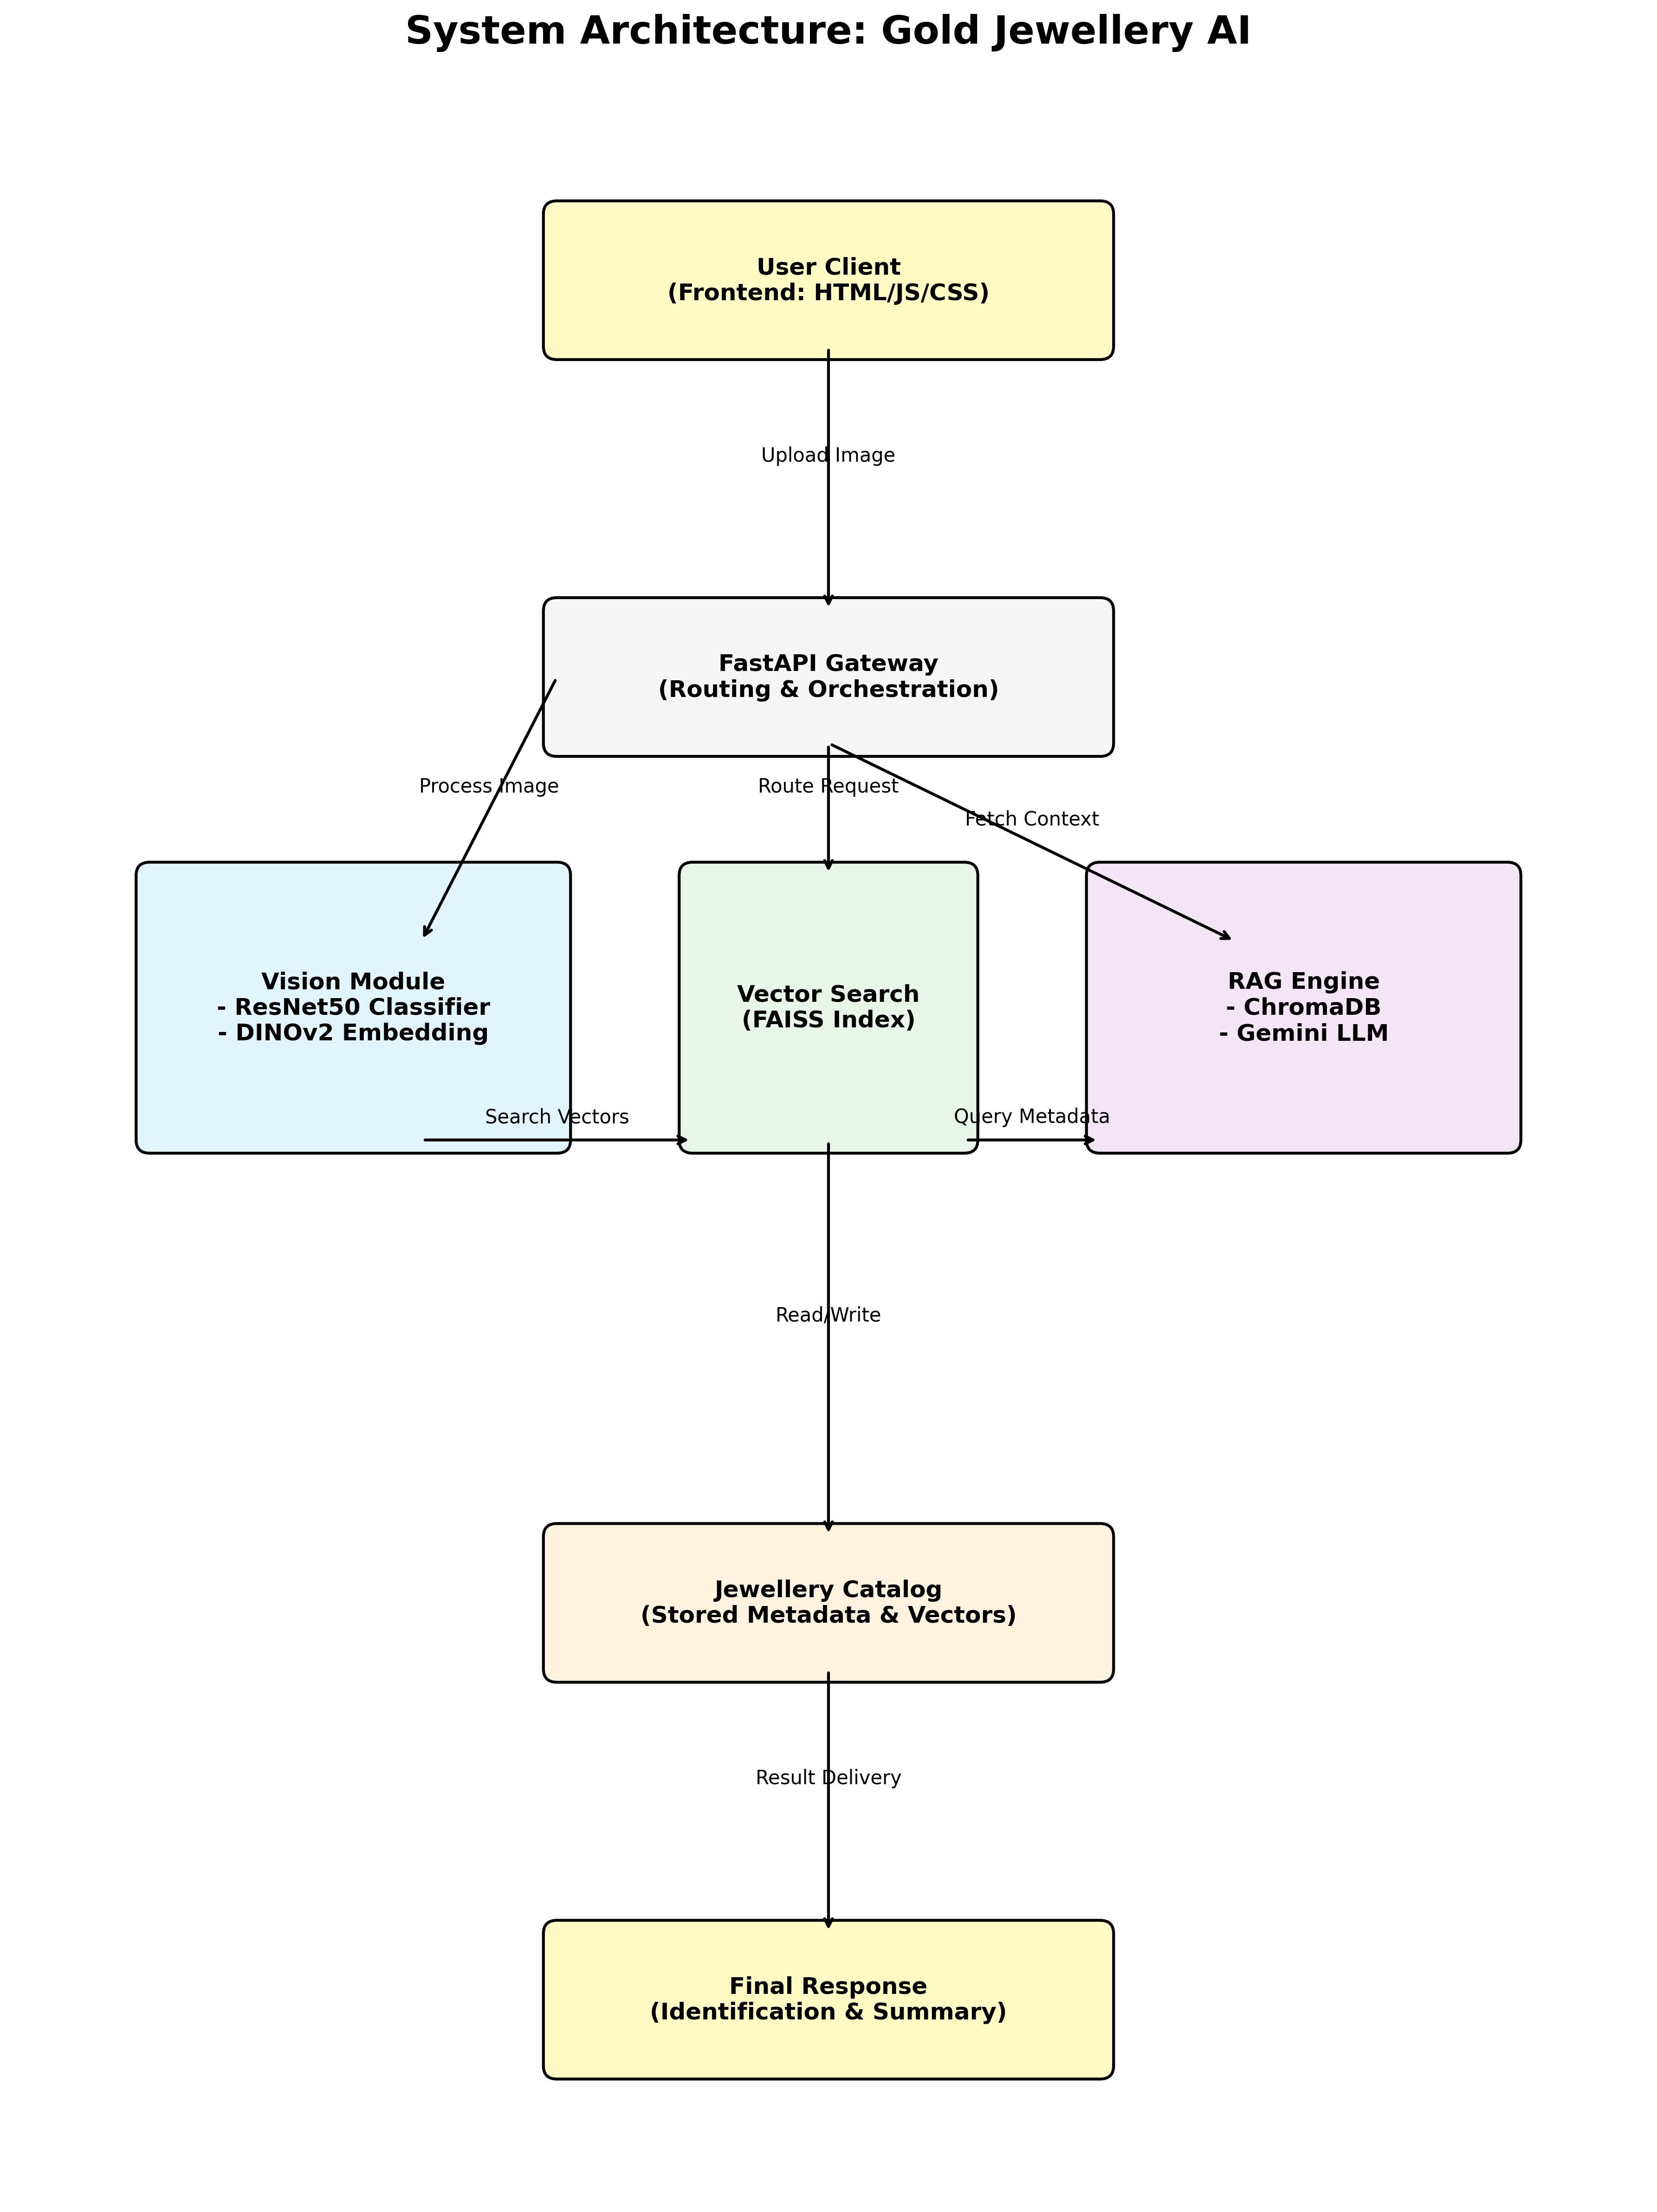 System Architecture: Gold Jewellery AI
User Client
(Frontend: HTML/JS/CSS)
Upload Image
FastAPI Gateway
(Routing & Orchestration)
Process Image
Route Request
Fetch Context
Vision Module
- ResNet50 Classifier
- DINOv2 Embedding
Vector Search
(FAISS Index)
RAG Engine
- ChromaDB
- Gemini LLM
Search Vectors
Query Metadata
Read/Write
Jewellery Catalog
(Stored Metadata & Vectors)
Result Delivery
Final Response
(Identification & Summary)